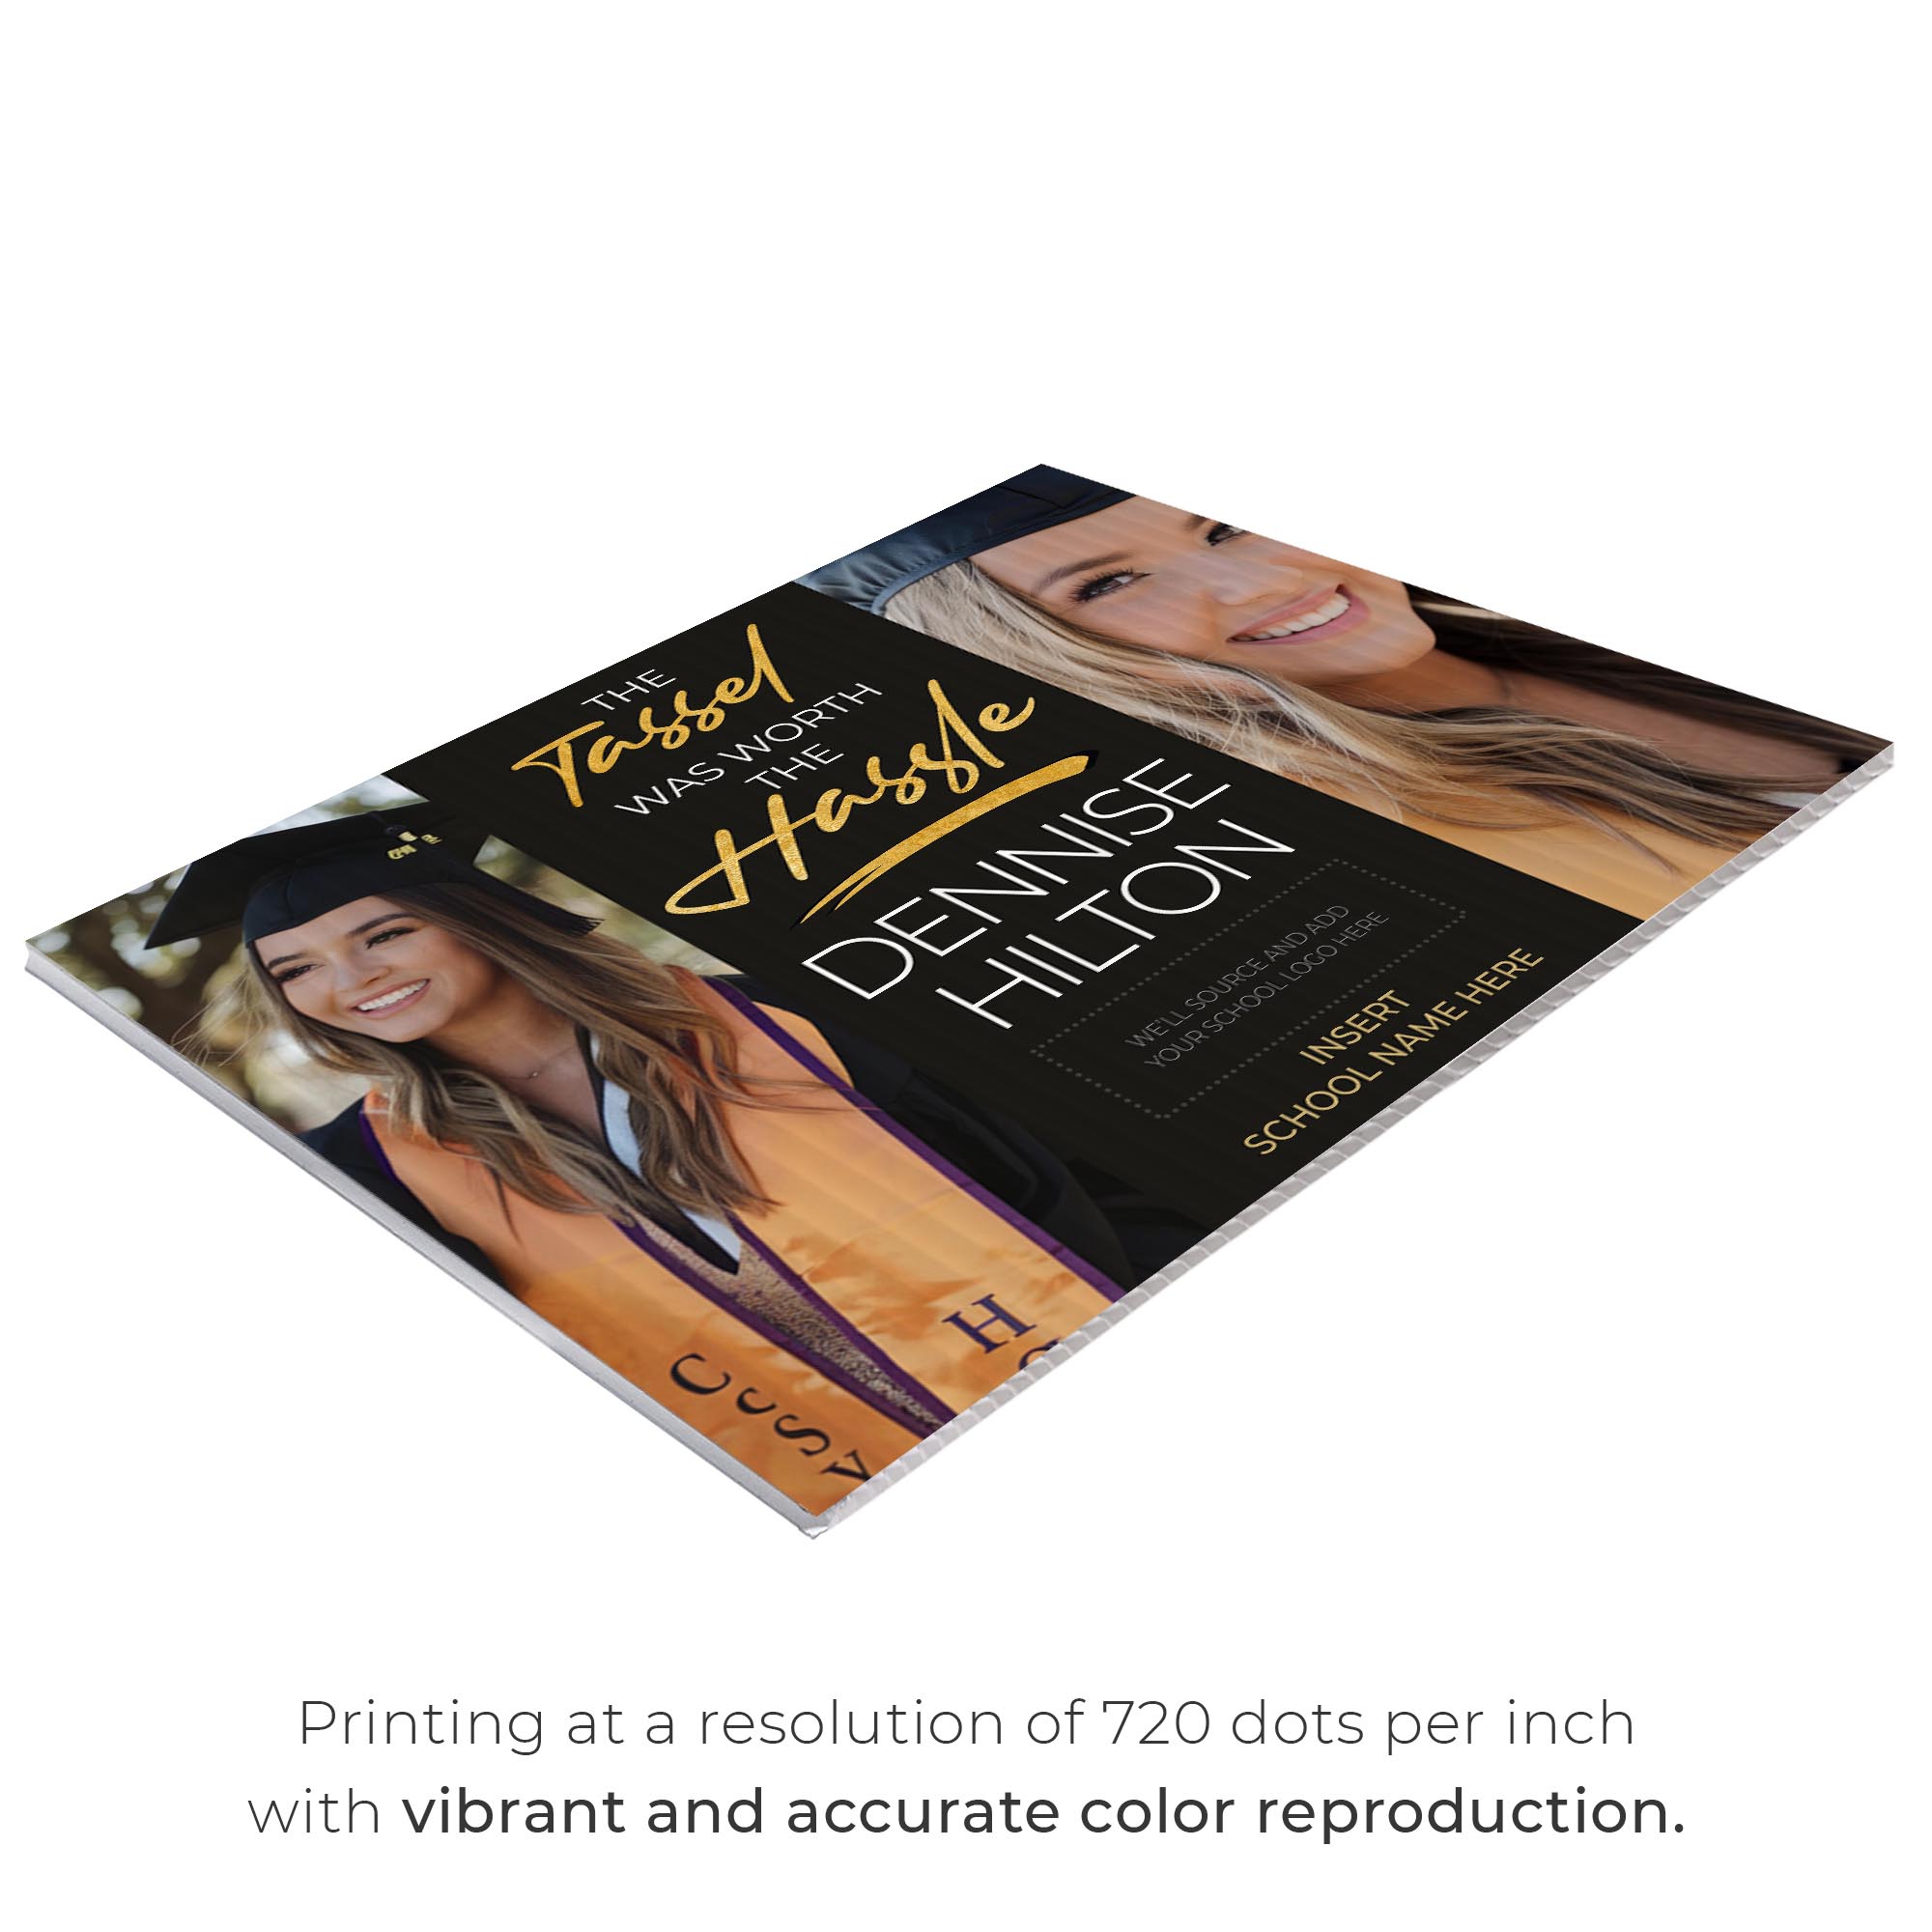 THE
Tassel
WAS WORTH
THE
Hassle
DENNISE
HILTON
WE'LL SOURCE AND ADD
YOUR SCHOOL LOGO HERE
INSERT
SCHOOL NAME HERE
H
C
C
S
Printing at a resolution of 720 dots per inch
with vibrant and accurate color reproduction.